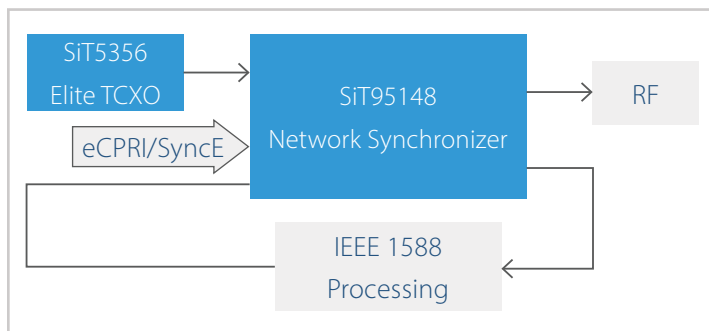 SiT5356
Elite TCXO
SiT95148
Network Synchronizer
RF
eCPRI/SyncE
IEEE 1588
Processing